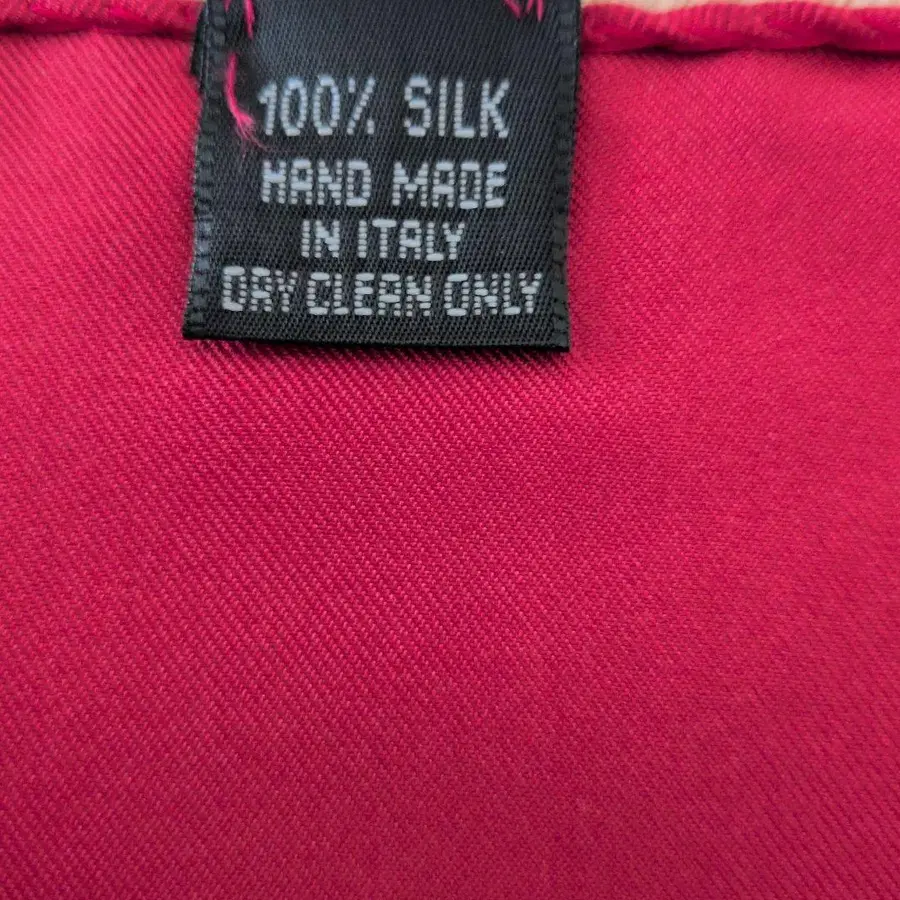 100% SILK
HAND MADE
IN ITALY
DRY CLEAN ONLY